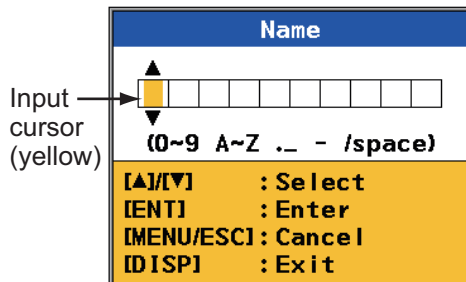 Name
Input
cursor
(yellow)
(0~9 A~Z ._ - /space)
[▲]/[▼] :Select
[ENT] :Enter
[MENU/ESC]:Cancel
[DISP] :Exit